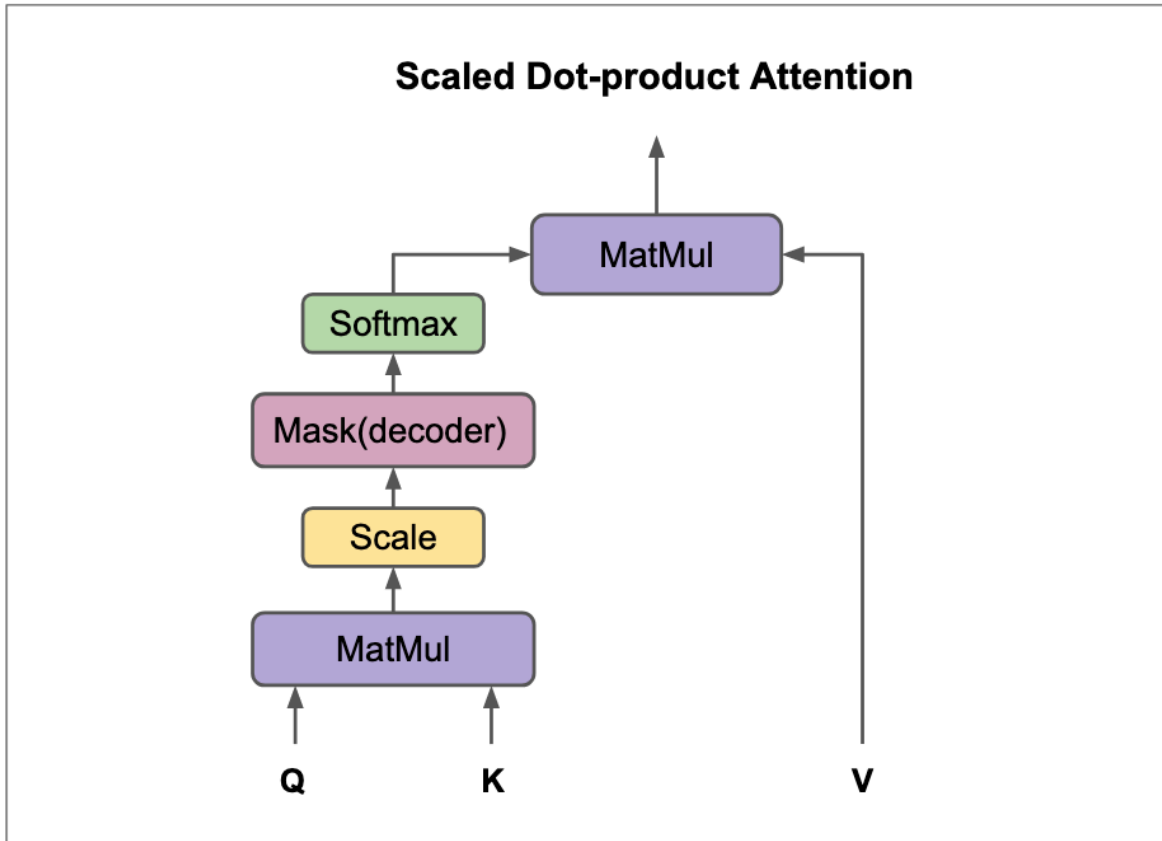 Scaled Dot-product Attention
MatMul
Softmax
Mask(decoder)
Scale
MatMul
Q K V